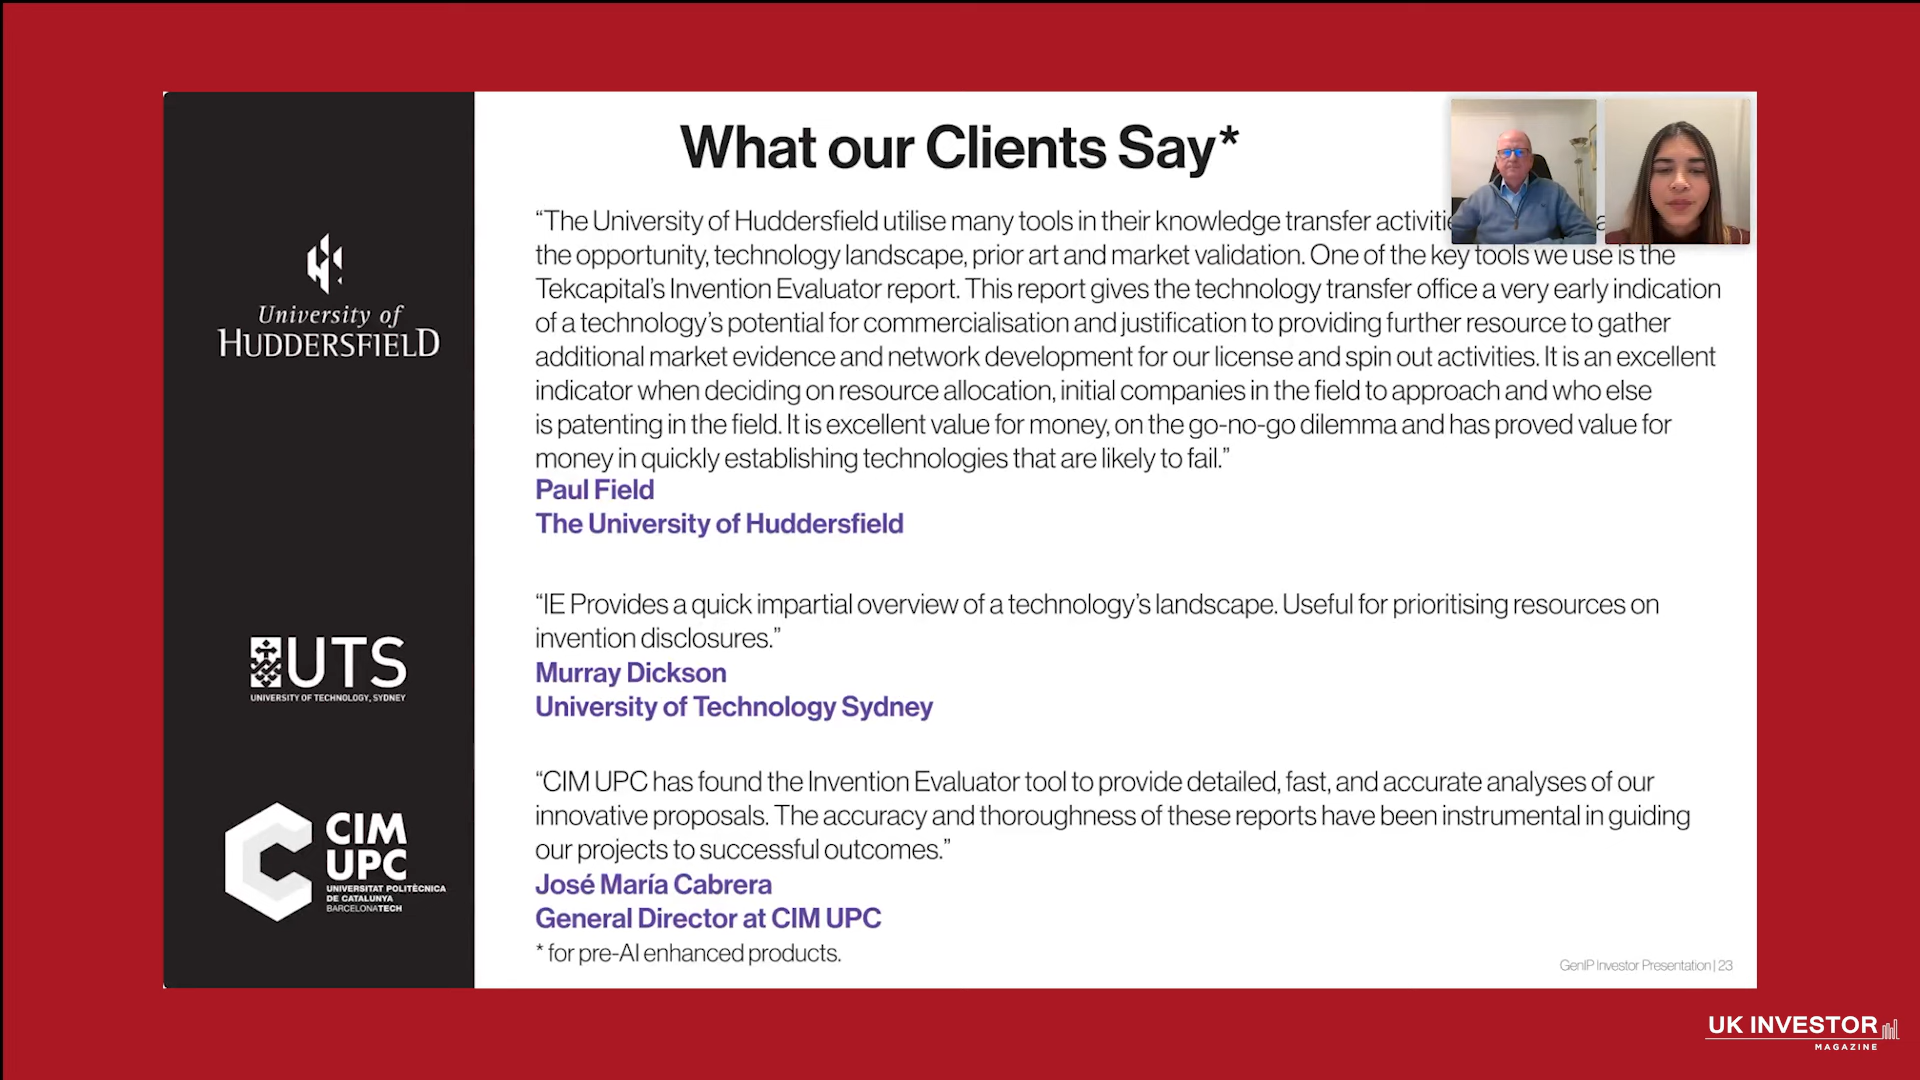 What our Clients Say*
“The University of Huddersfield utilise many tools in their knowledge transfer
the opportunity, technology landscape, prior art and market validation. One of the key tools we use is the
Tekcapital’s Invention Evaluator report. This report gives the technology transfer office a very early indication
of a technology’s potential for commercialisation and justification to providing further resource to gather
additional market evidence and network development for our license and spin out activities. It is an excellent
indicator when deciding on resource allocation, initial companies in the field to approach and who else
is patenting in the field. It is excellent value for money, on the go-no-go dilemma and has proved value for
money in quickly establishing technologies that are likely to fail.”
Paul Field
The University of Huddersfield
University of
HUDDERSFIELD
“IE Provides a quick impartial overview of a technology’s landscape. Useful for prioritising resources on
invention disclosures.”
Murray Dickson
University of Technology Sydney
UTS
UNIVERSITY OF TECHNOLOGY, SYDNEY
“CIM UPC has found the Invention Evaluator tool to provide detailed, fast, and accurate analyses of our
innovative proposals. The accuracy and thoroughness of these reports have been instrumental in guiding
our projects to successful outcomes.”
José María Cabrera
General Director at CIM UPC
CIM
UPC
UNIVERSITAT POLITÈCNICA
DE CATALUNYA
BARCELONATECH
* for pre-AI enhanced products.
GenIP Investor Presentation | 23
UK INVESTOR
MAGAZINE